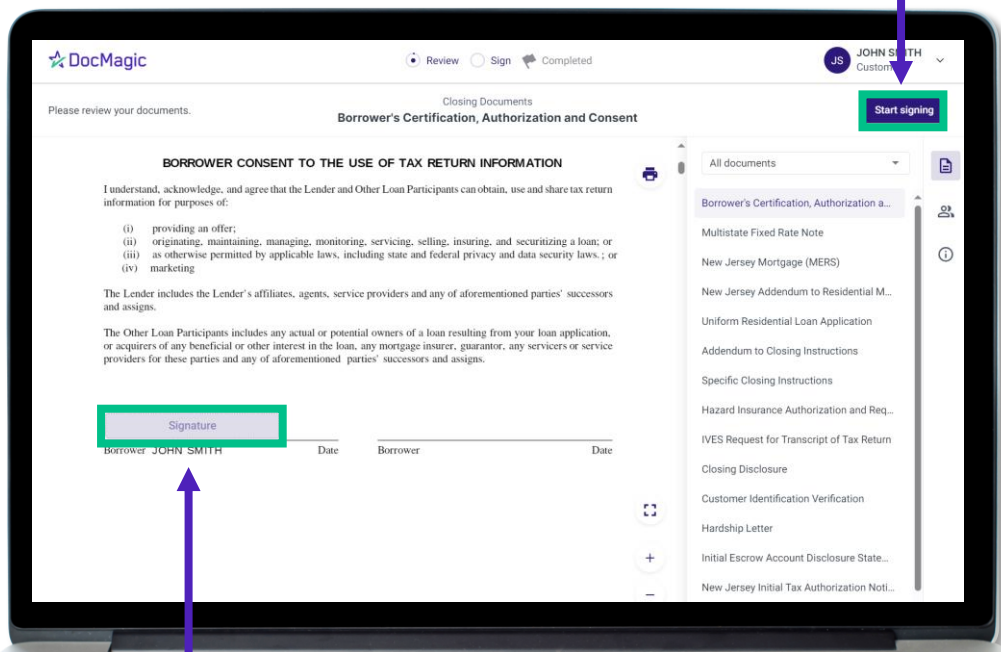 DocMagic
Review Sign Completed
JS
JOHN SMITH
Custom
Please review your documents.
Closing Documents
Borrower's Certification, Authorization and Consent
Start signing
BORROWER CONSENT TO THE USE OF TAX RETURN INFORMATION
I understand, acknowledge, and agree that the Lender and Other Loan Participants can obtain, use and share tax return
information for purposes of:
(i) providing an offer;
(ii) originating, maintaining, managing, monitoring, servicing, selling, insuring, and securitizing a loan; or
(iii) as otherwise permitted by applicable laws, including state and federal privacy and data security laws.; or
(iv) marketing
The Lender includes the Lender's affiliates, agents, service providers and any of aforementioned parties' successors
and assigns.
The Other Loan Participants includes any actual or potential owners of a loan resulting from your loan application,
or acquirers of any beneficial or other interest in the loan, any mortgage insurer, guarantor, any servicers or service
providers for these parties and any of aforementioned parties' successors and assigns.
Signature
Borrower JOHN SMITH Date Borrower Date
All documents
Borrower's Certification, Authorization a...
Multistate Fixed Rate Note
New Jersey Mortgage (MERS)
New Jersey Addendum to Residential M...
Uniform Residential Loan Application
Addendum to Closing Instructions
Specific Closing Instructions
Hazard Insurance Authorization and Req...
IVES Request for Transcript of Tax Return
Closing Disclosure
Customer Identification Verification
Hardship Letter
Initial Escrow Account Disclosure State...
New Jersey Initial Tax Authorization Noti...